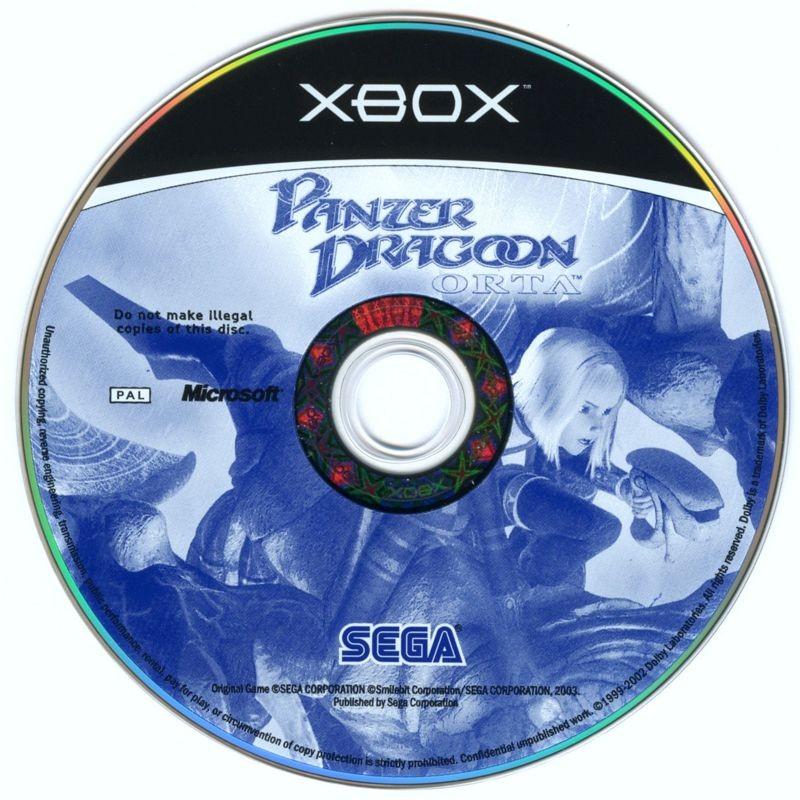 XBOX™
PANZER
DRAGOON
ORTA™
Do not make illegal
copies of this disc.
PAL
Microsoft®
XBOX
SEGA®
Original Game ©SEGA CORPORATION ©Smilebit Corporation/SEGA CORPORATION, 2003.
Published by Sega Corporation
Unauthorized copying, reverse engineering, transmission, public performance, rental, pay for play, or circumvention of copy protection is strictly prohibited. Confidential unpublished work. ©1999-2002 Dolby Laboratories. All rights reserved. Dolby is a trademark of Dolby Laboratories.